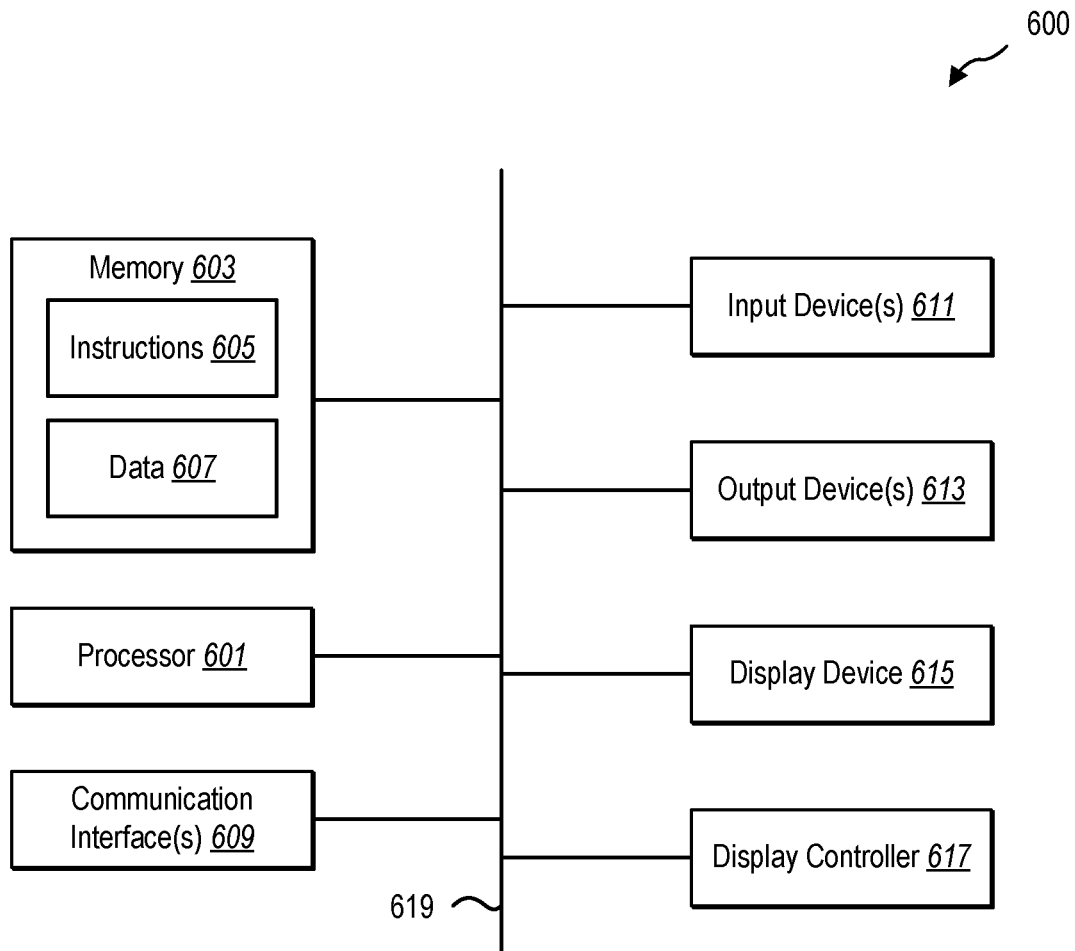 600
Memory 603
Instructions 605
Data 607
Processor 601
Communication
Interface(s) 609
Input Device(s) 611
Output Device(s) 613
Display Device 615
Display Controller 617
619